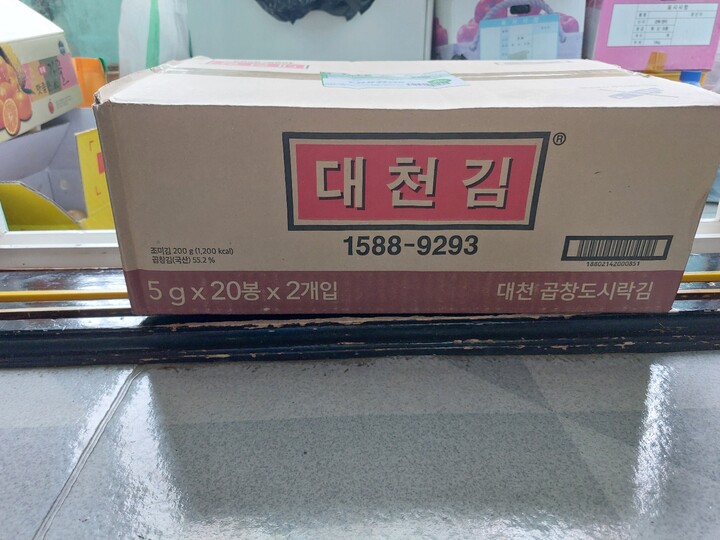 대천김®
1588-9293
조미김 200 g (1,200 kcal)
곱창김(국산) 55.2 %
18802142000851
5 g x 20봉 x 2개입
대천 곱창도시락김